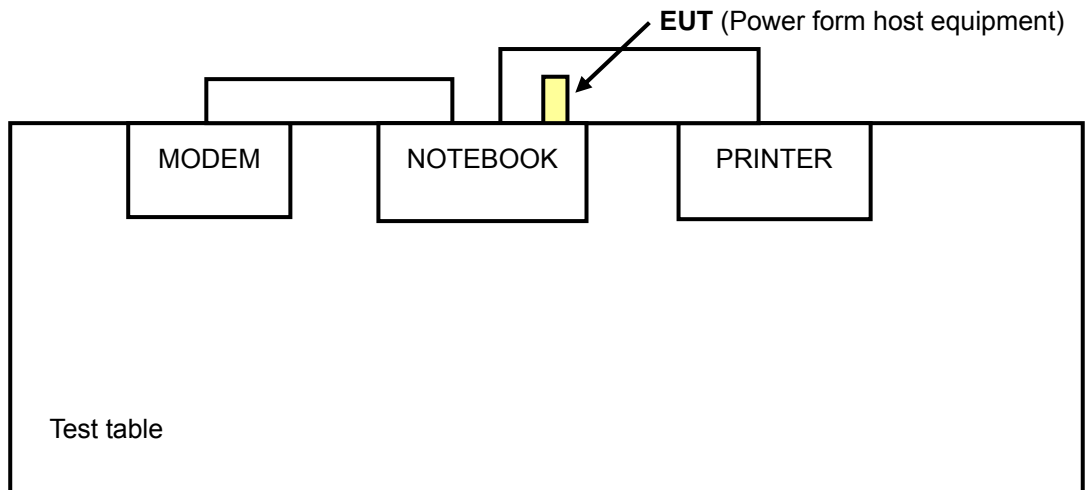 EUT (Power form host equipment)
MODEM
NOTEBOOK
PRINTER
Test table